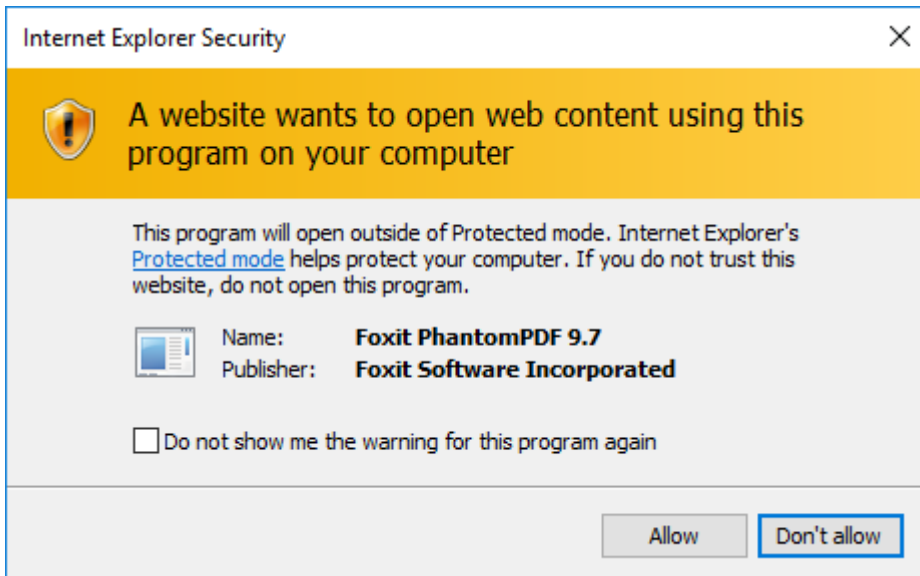 Internet Explorer Security
A website wants to open web content using this
program on your computer
This program will open outside of Protected mode. Internet Explorer's
Protected mode helps protect your computer. If you do not trust this
website, do not open this program.
Name: Foxit PhantomPDF 9.7
Publisher: Foxit Software Incorporated
Do not show me the warning for this program again
Allow Don't allow